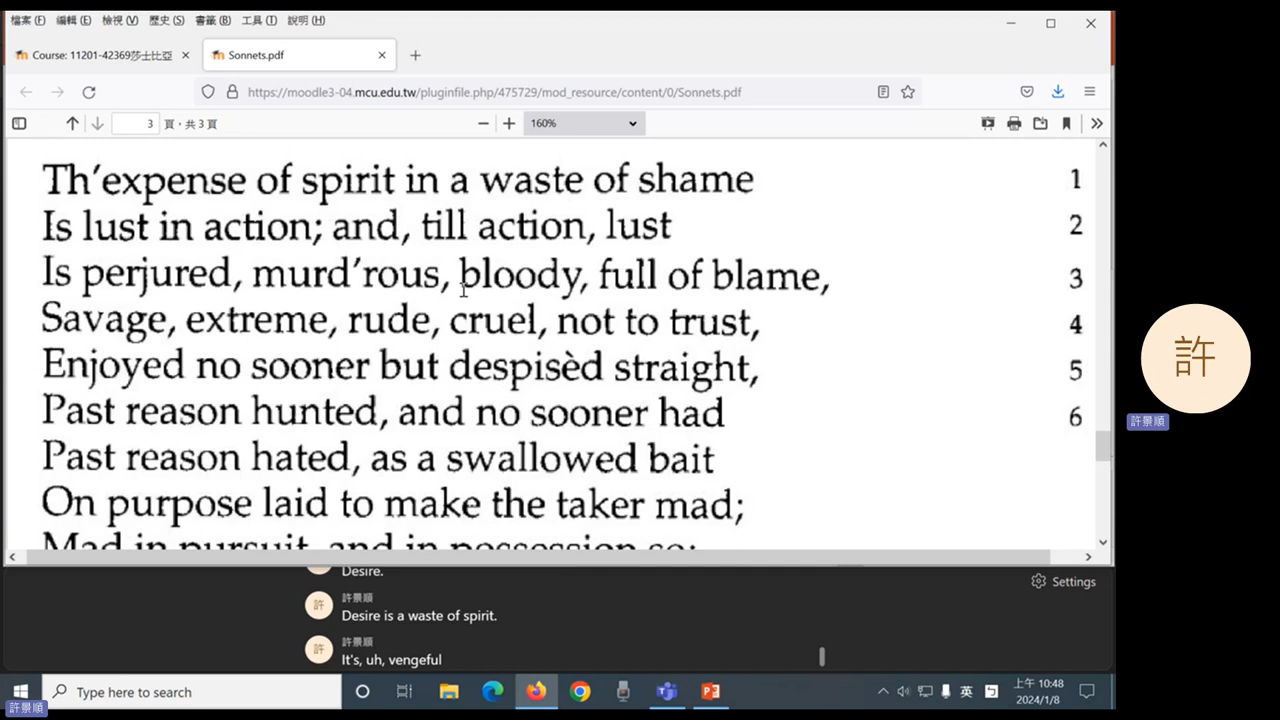 檔案(F) 編輯(E) 檢視(V) 歷史(S) 書籤(B) 工具(T) 說明(H)
Course: 11201-42369莎士比亞 Sonnets.pdf
https://moodle3-04.mcu.edu.tw/pluginfile.php/475729/mod_resource/content/0/Sonnets.pdf
3 頁，共 3 頁 160%
Th’expense of spirit in a waste of shame 1
Is lust in action; and, till action, lust 2
Is perjured, murd’rous, bloody, full of blame, 3
Savage, extreme, rude, cruel, not to trust, 4
Enjoyed no sooner but despisèd straight, 5
Past reason hunted, and no sooner had 6
Past reason hated, as a swallowed bait
On purpose laid to make the taker mad;
Mad in pursuit, and in possession so;
許
許景順
Desire.
Settings
許 許景順
Desire is a waste of spirit.
許 許景順
It's, uh, vengeful
Type here to search
英
上午 10:48
2024/1/8
許景順